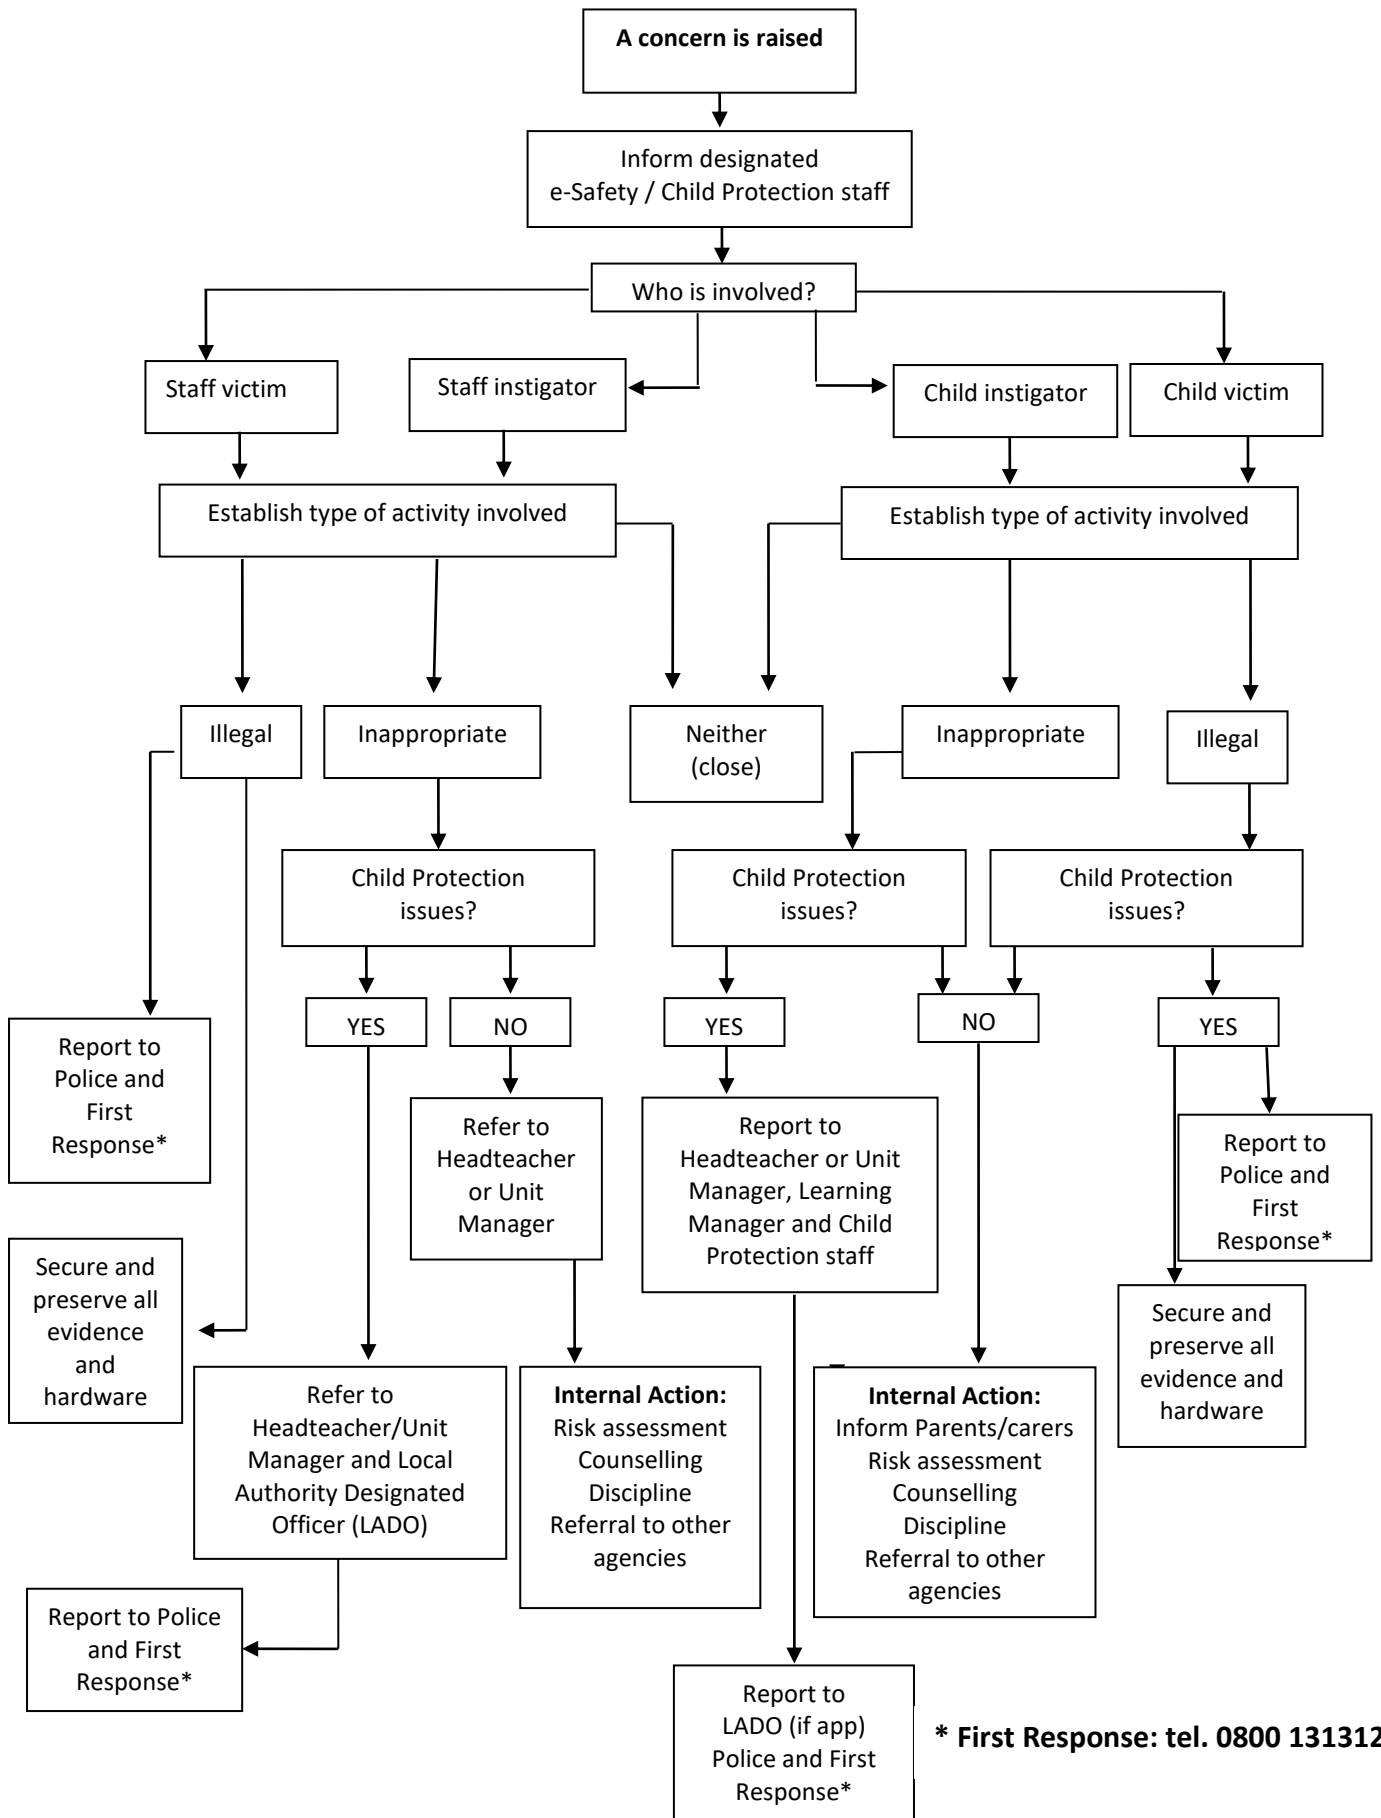 A concern is raised
Inform designated
e-Safety / Child Protection staff
Who is involved?
Staff victim
Staff instigator
Child instigator
Child victim
Establish type of activity involved
Establish type of activity involved
Illegal
Inappropriate
Neither
(close)
Inappropriate
Illegal
Child Protection
issues?
Child Protection
issues?
Child Protection
issues?
YES
NO
YES
NO
YES
Report to
Police and
First
Response*
Refer to
Headteacher
or Unit
Manager
Report to
Headteacher or Unit
Manager, Learning
Manager and Child
Protection staff
Report to
Police and
First
Response*
Secure and
preserve all
evidence
and
hardware
Refer to
Headteacher/Unit
Manager and Local
Authority Designated
Officer (LADO)
Internal Action:
Risk assessment
Counselling
Discipline
Referral to other
agencies
Internal Action:
Inform Parents/carers
Risk assessment
Counselling
Discipline
Referral to other
agencies
Secure and
preserve all
evidence and
hardware
Report to Police
and First
Response*
Report to
LADO (if app)
Police and First
Response*
* First Response: tel. 0800 131312